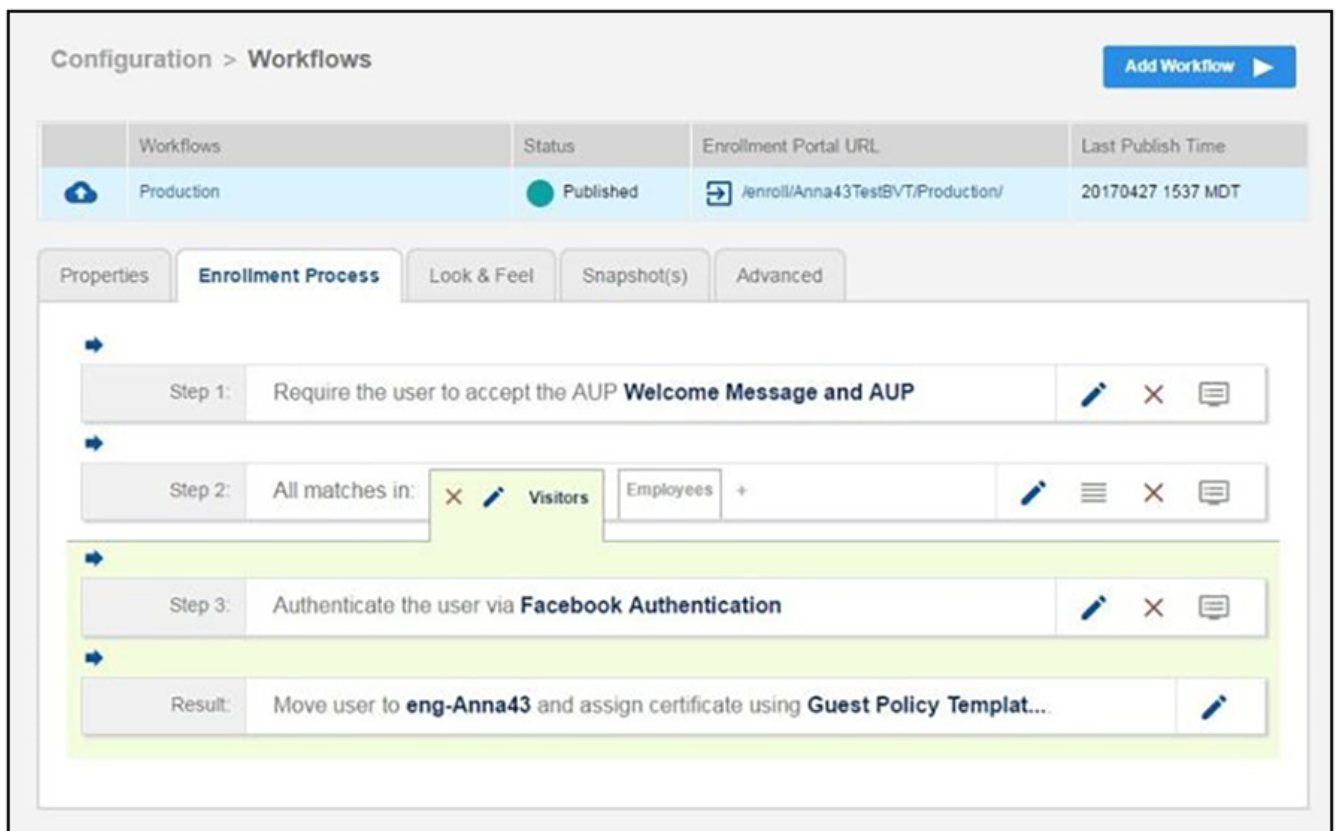 Configuration > Workflows
Add Workflow
Workflows Status Enrollment Portal URL Last Publish Time
Production Published /enroll/Anna43TestBVT/Production/ 20170427 1537 MDT
Properties Enrollment Process Look & Feel Snapshot(s) Advanced
Step 1: Require the user to accept the AUP Welcome Message and AUP
Step 2: All matches in: Visitors Employees +
Step 3: Authenticate the user via Facebook Authentication
Result: Move user to eng-Anna43 and assign certificate using Guest Policy Templat...